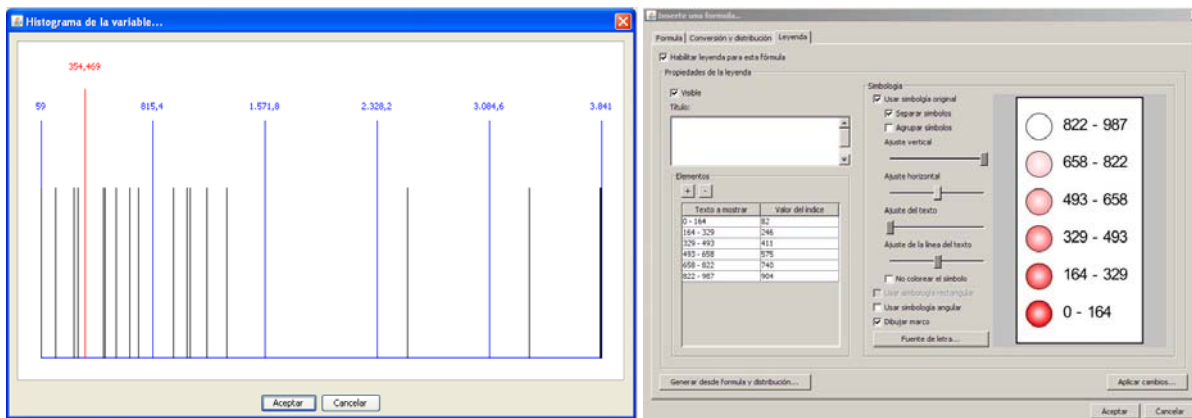 Histograma de la variable...
354,469
59
815,4
1.571,8
2.328,2
3.084,6
3.841
Aceptar
Cancelar
Inserte una formula...
Formula
Conversión y distribución
Leyenda
Habilitar leyenda para esta fórmula
Propiedades de la leyenda
Visible
Título:
Elementos
+
-
Texto a mostrar Valor del índice
0 - 164 82
164 - 329 246
329 - 493 411
493 - 658 575
658 - 822 740
822 - 987 904
Simbología
Usar simbolgía original
Separar símbolos
Agrupar símbolos
Ajuste vertical
Ajuste horizontal
Ajuste del texto
Ajuste de la línea del texto
No colorear el símbolo
Usar simbología rectangular
Usar simbología angular
Dibujar marco
Fuente de letra...
822 - 987
658 - 822
493 - 658
329 - 493
164 - 329
0 - 164
Generar desde formula y distribución...
Aplicar cambios...
Aceptar
Cancelar